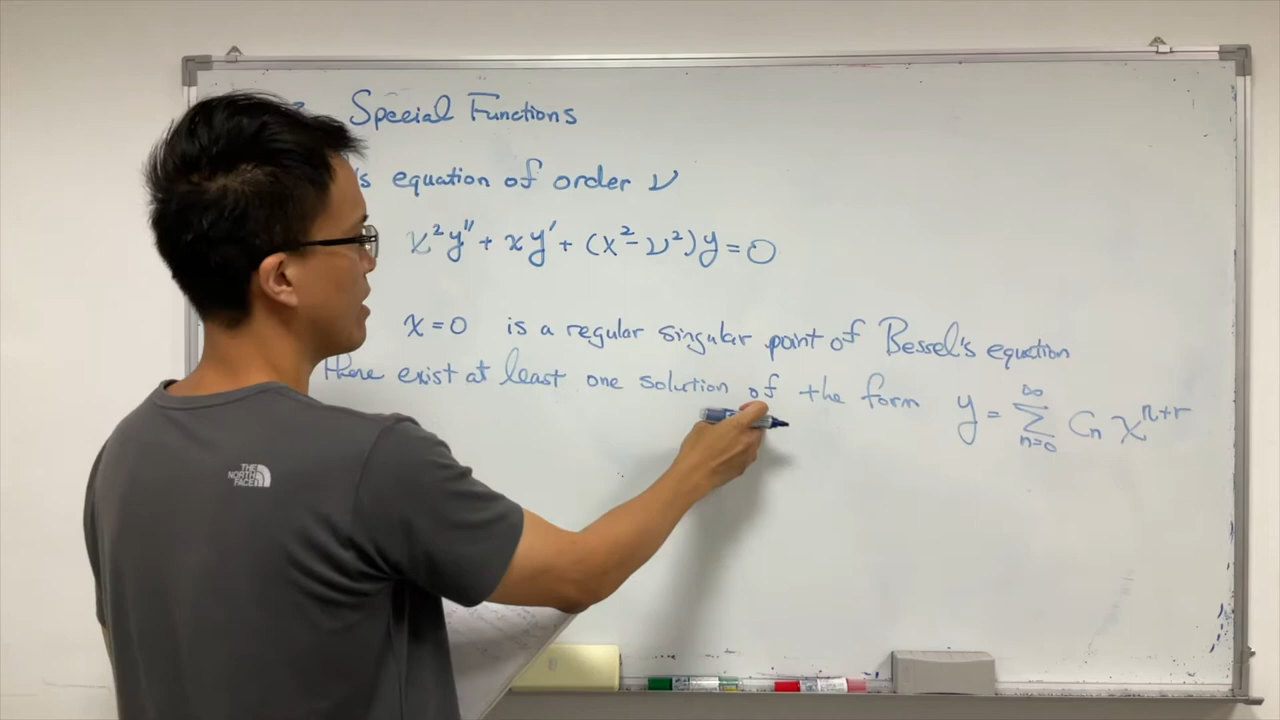 Special Functions
's equation of order ν
x²y'' + xy' + (x² - ν²)y = 0
x = 0 is a regular singular point of Bessel's equation
There exist at least one solution of the form y = ∑_{n=0}^{∞} C_n x^{n+r}
THE
NORTH
FACE